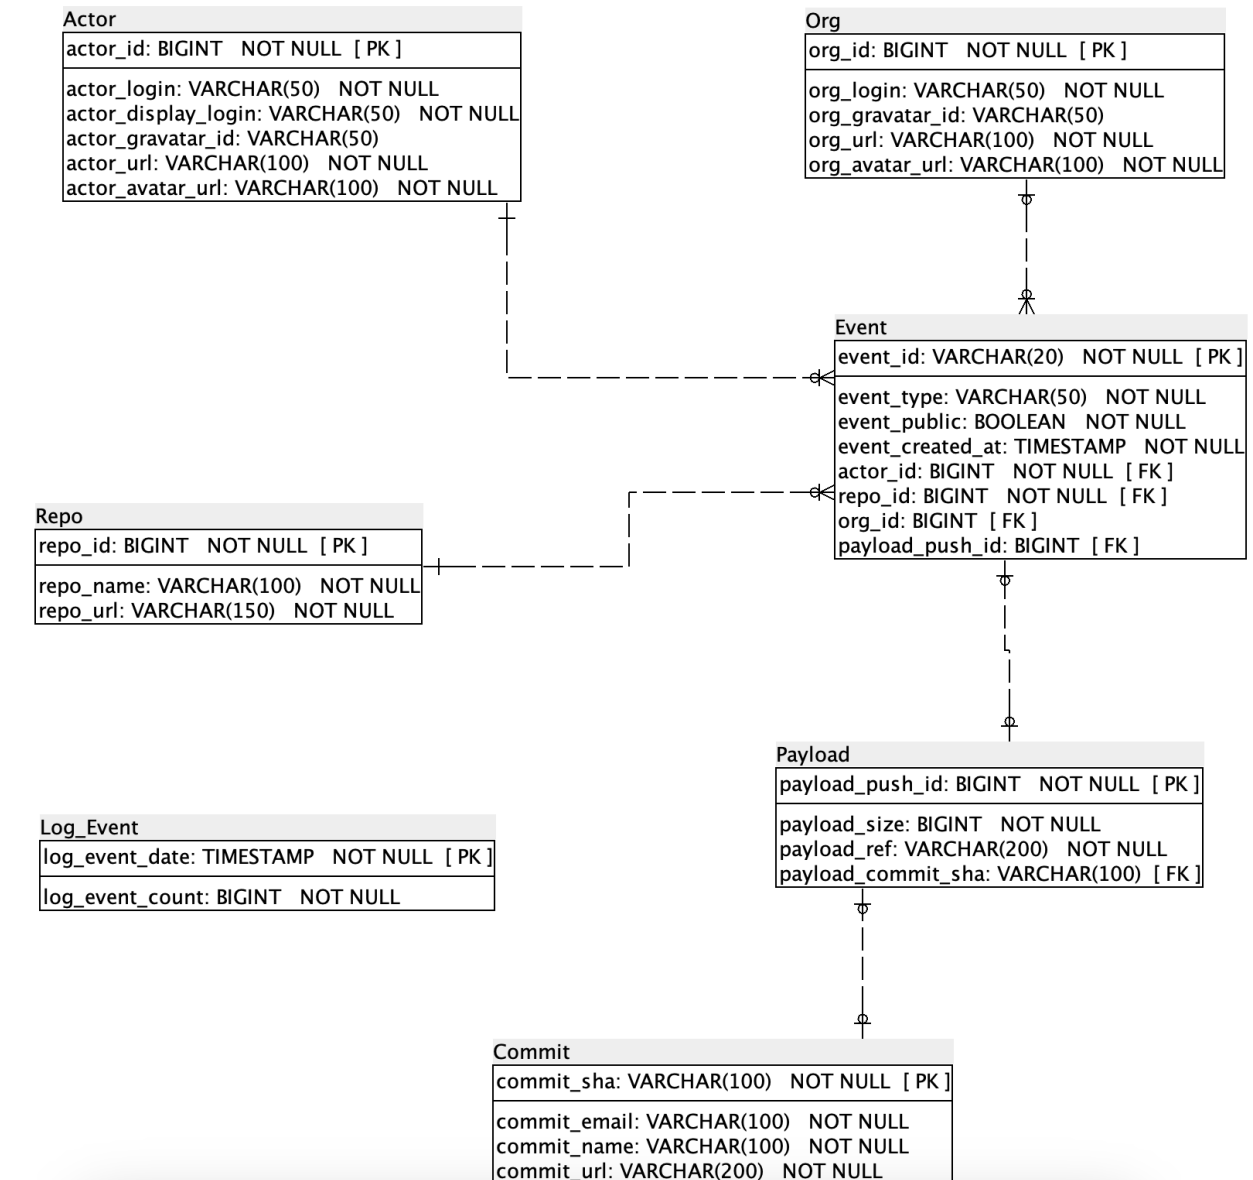 Actor
actor_id: BIGINT NOT NULL [ PK ]
actor_login: VARCHAR(50) NOT NULL
actor_display_login: VARCHAR(50) NOT NULL
actor_gravatar_id: VARCHAR(50)
actor_url: VARCHAR(100) NOT NULL
actor_avatar_url: VARCHAR(100) NOT NULL
Org
org_id: BIGINT NOT NULL [ PK ]
org_login: VARCHAR(50) NOT NULL
org_gravatar_id: VARCHAR(50)
org_url: VARCHAR(100) NOT NULL
org_avatar_url: VARCHAR(100) NOT NULL
Event
event_id: VARCHAR(20) NOT NULL [ PK ]
event_type: VARCHAR(50) NOT NULL
event_public: BOOLEAN NOT NULL
event_created_at: TIMESTAMP NOT NULL
actor_id: BIGINT NOT NULL [ FK ]
repo_id: BIGINT NOT NULL [ FK ]
org_id: BIGINT [ FK ]
payload_push_id: BIGINT [ FK ]
Repo
repo_id: BIGINT NOT NULL [ PK ]
repo_name: VARCHAR(100) NOT NULL
repo_url: VARCHAR(150) NOT NULL
Payload
payload_push_id: BIGINT NOT NULL [ PK ]
payload_size: BIGINT NOT NULL
payload_ref: VARCHAR(200) NOT NULL
payload_commit_sha: VARCHAR(100) [ FK ]
Log_Event
log_event_date: TIMESTAMP NOT NULL [ PK ]
log_event_count: BIGINT NOT NULL
Commit
commit_sha: VARCHAR(100) NOT NULL [ PK ]
commit_email: VARCHAR(100) NOT NULL
commit_name: VARCHAR(100) NOT NULL
commit_url: VARCHAR(200) NOT NULL